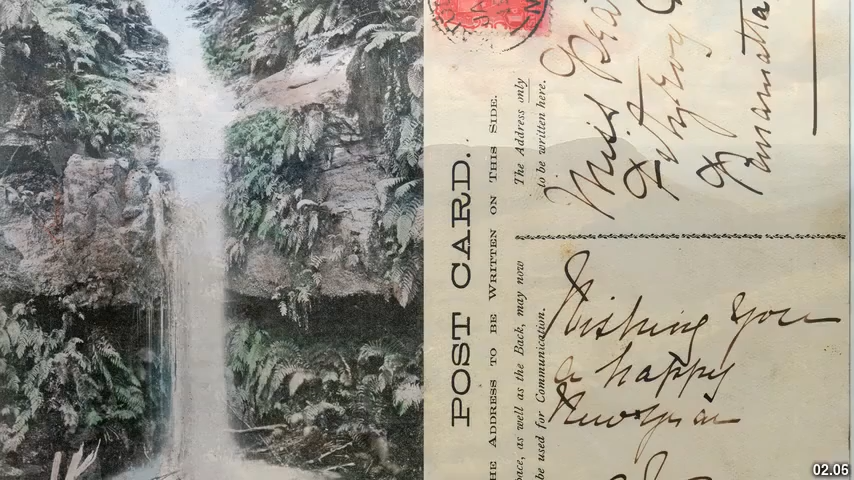 POST CARD.
THE ADDRESS TO BE WRITTEN ON THIS SIDE.
as well as the Back, may now
be used for Communication.
The Address only
to be written here.
Miss
Wishing you
a happy
New year
02.06